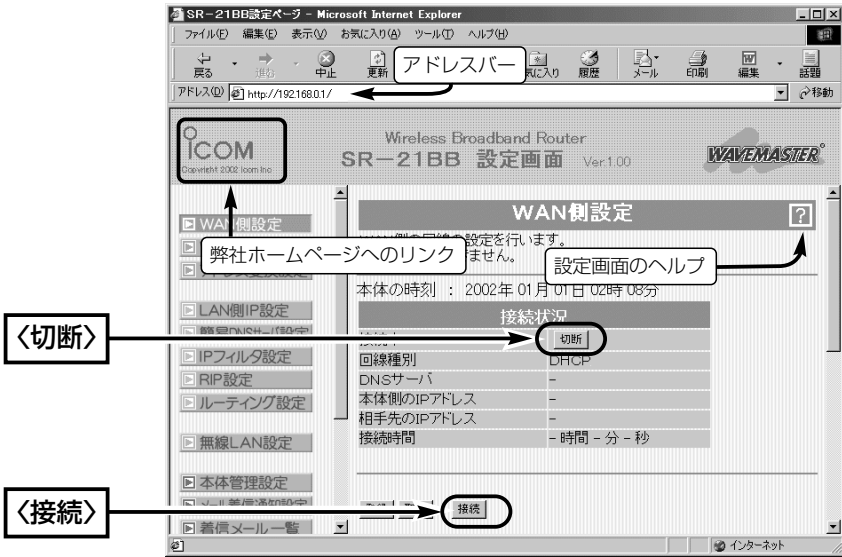 SR−21BB設定ページ - Microsoft Internet Explorer
ファイル(F) 編集(E) 表示(V) お気に入り(A) ツール(T) ヘルプ(H)
戻る 進む 中止 更新 履歴 メール 印刷 編集 話題
アドレスバー
アドレス(D) http://192.168.0.1/ 移動
ICOM
Copyright 2002 Icom Inc
Wireless Broadband Router
SR−21BB 設定画面 Ver.1.00
WAVEMASTER
WAN側設定
WAN側設定 ?
弊社ホームページへのリンク
設定画面のヘルプ
本体の時刻 : 2002年 01月 01日 02時 08分
LAN側IP設定
接続状況
〈切断〉
切断
IPフィルタ設定
回線種別 DHCP
RIP設定
DNSサーバ −
ルーティング設定
本体側のIPアドレス −
相手先のIPアドレス −
無線LAN設定
接続時間 − 時間 − 分 − 秒
本体管理設定
〈接続〉
接続
着信メール一覧
インターネット